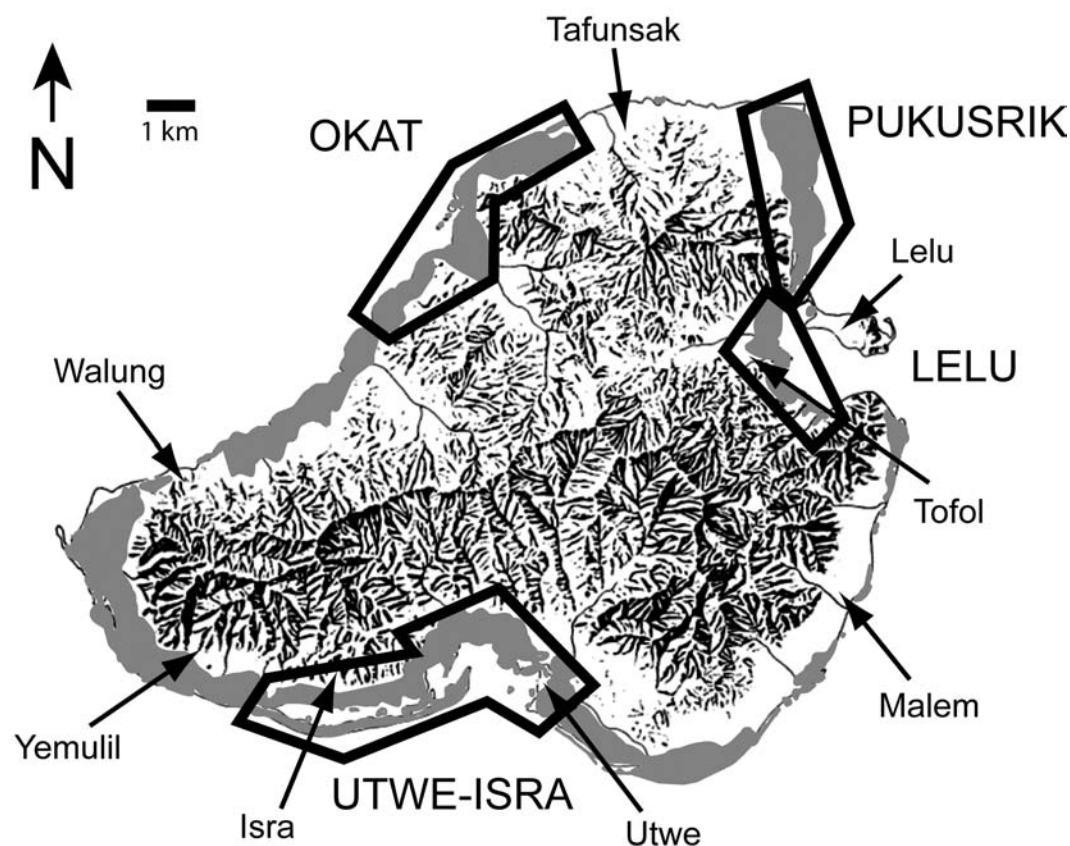 Tafunsak
N
1 km
OKAT
PUKUSRIK
Lelu
LELU
Walung
Tofol
Malem
Yemulil
UTWE-ISRA
Isra
Utwe